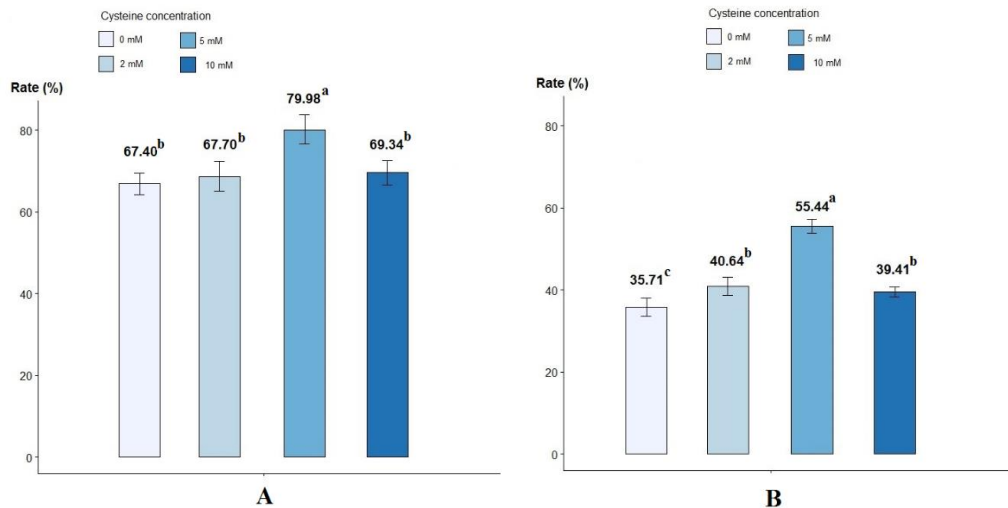 Cysteine concentration
0 mM
5 mM
2 mM
10 mM
Rate (%)
79.98a
67.40b
67.70b
69.34b
80
60
40
20
0
A
Cysteine concentration
0 mM
5 mM
2 mM
10 mM
Rate (%)
80
55.44a
60
40.64b
39.41b
35.71c
40
20
0
B